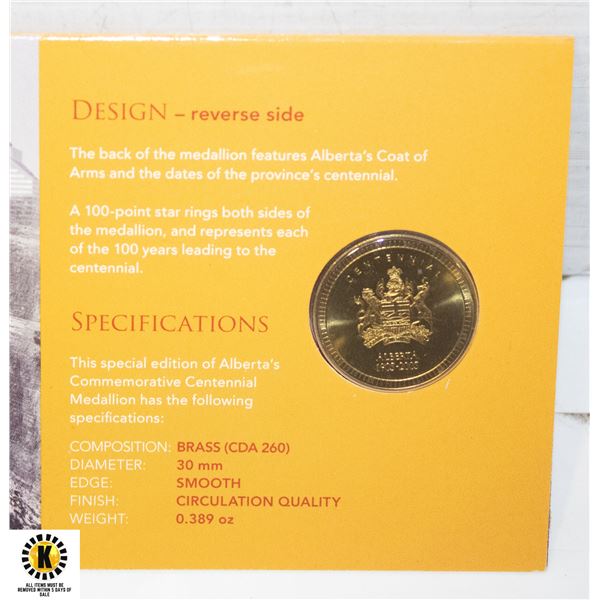 DESIGN – reverse side
The back of the medallion features Alberta's Coat of
Arms and the dates of the province's centennial.
A 100-point star rings both sides of
the medallion, and represents each
of the 100 years leading to the
centennial.
CENTENNIAL
ALBERTA
1905-2005
SPECIFICATIONS
This special edition of Alberta's
Commemorative Centennial
Medallion has the following
specifications:
COMPOSITION: BRASS (CDA 260)
DIAMETER: 30 mm
EDGE: SMOOTH
FINISH: CIRCULATION QUALITY
WEIGHT: 0.389 oz
K
ALL ITEMS MUST BE
REMOVED WITHIN 5 DAYS OF
SALE